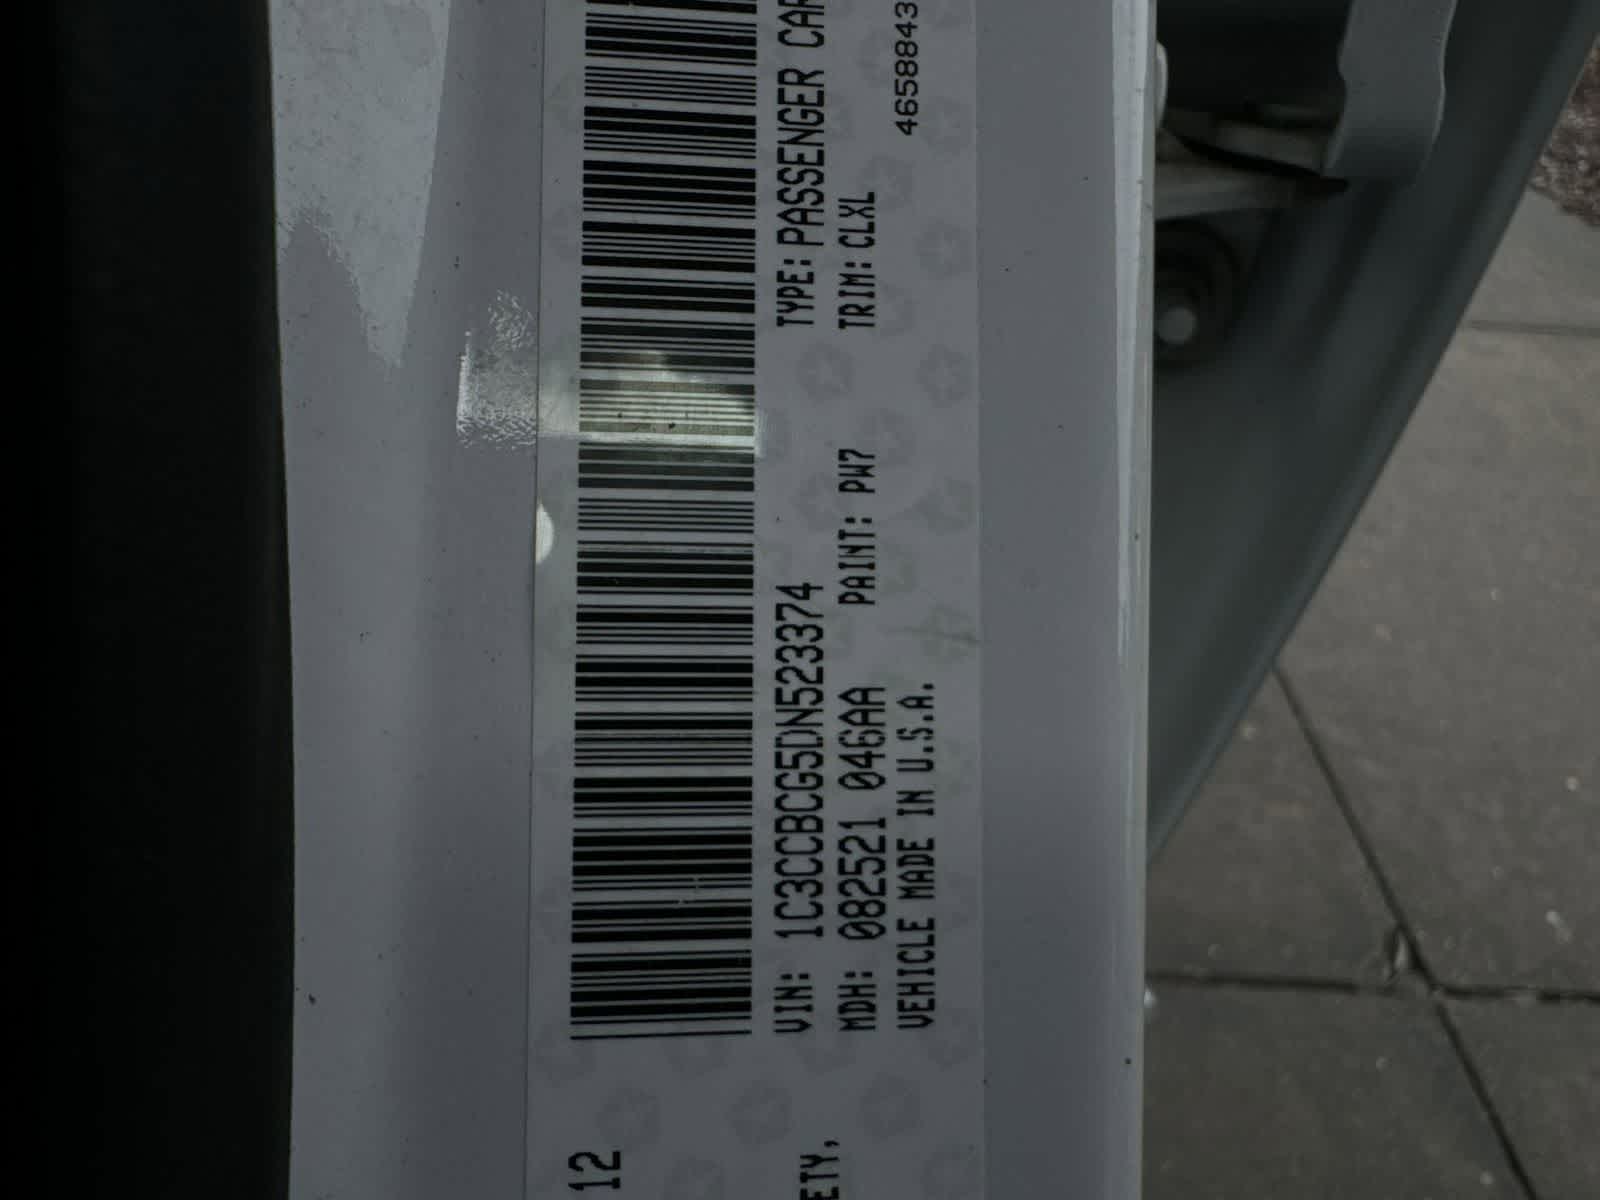 12
ETY,
VIN: 1C3CCBCG5DN523374 TYPE: PASSENGER CAR
MDH: 082521 046AA PAINT: PW7 TRIM: CLXL
VEHICLE MADE IN U.S.A. 4658843